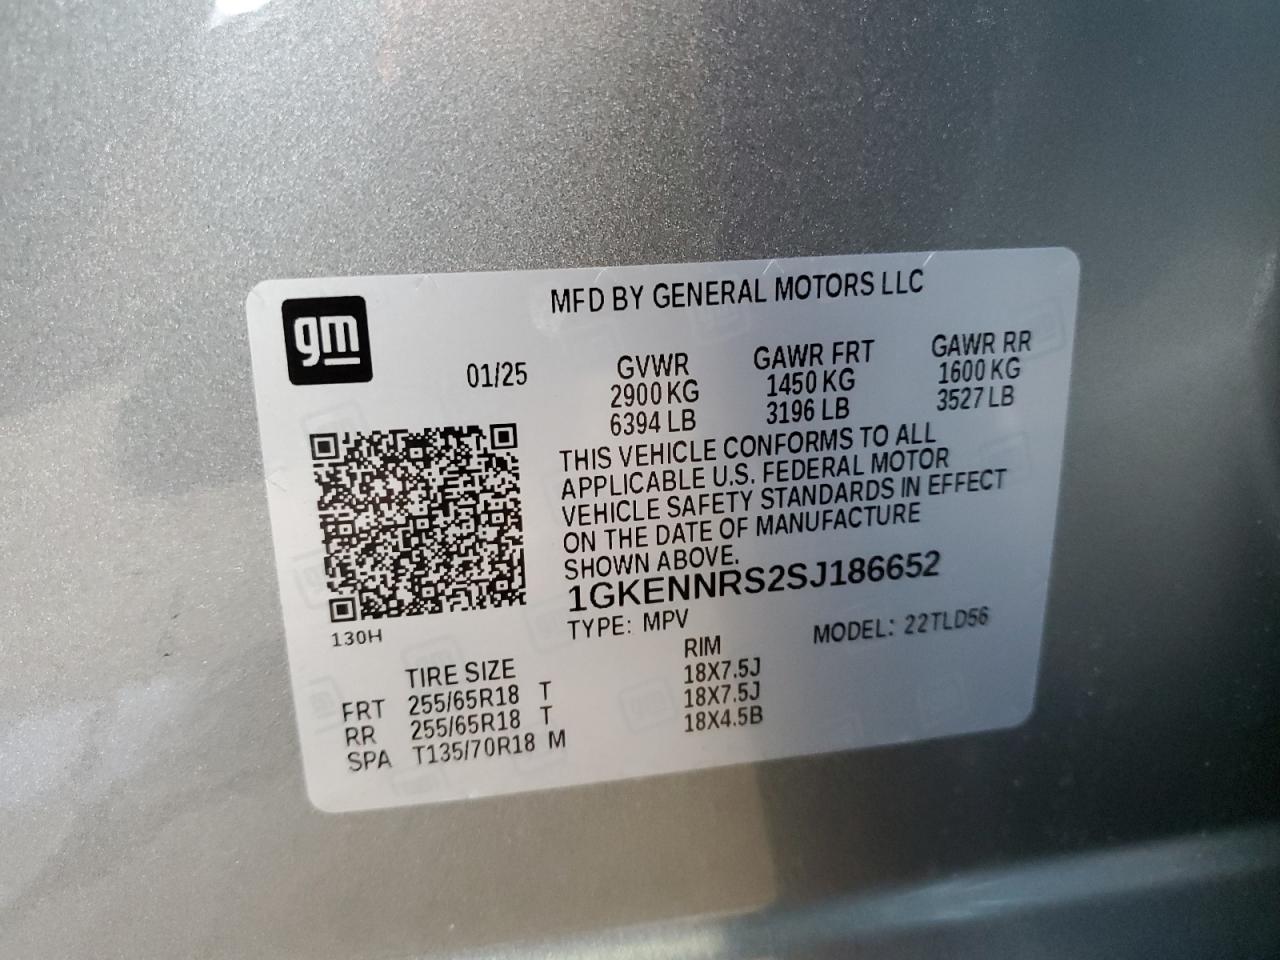 gm
MFD BY GENERAL MOTORS LLC
01/25
GVWR GAWR FRT GAWR RR
2900 KG 1450 KG 1600 KG
6394 LB 3196 LB 3527 LB
THIS VEHICLE CONFORMS TO ALL
APPLICABLE U.S. FEDERAL MOTOR
VEHICLE SAFETY STANDARDS IN EFFECT
ON THE DATE OF MANUFACTURE
SHOWN ABOVE.
1GKENNRS2SJ186652
130H
TYPE: MPV MODEL: 22TLD56
TIRE SIZE RIM
FRT 255/65R18 T 18X7.5J
RR 255/65R18 T 18X7.5J
SPA T135/70R18 M 18X4.5B